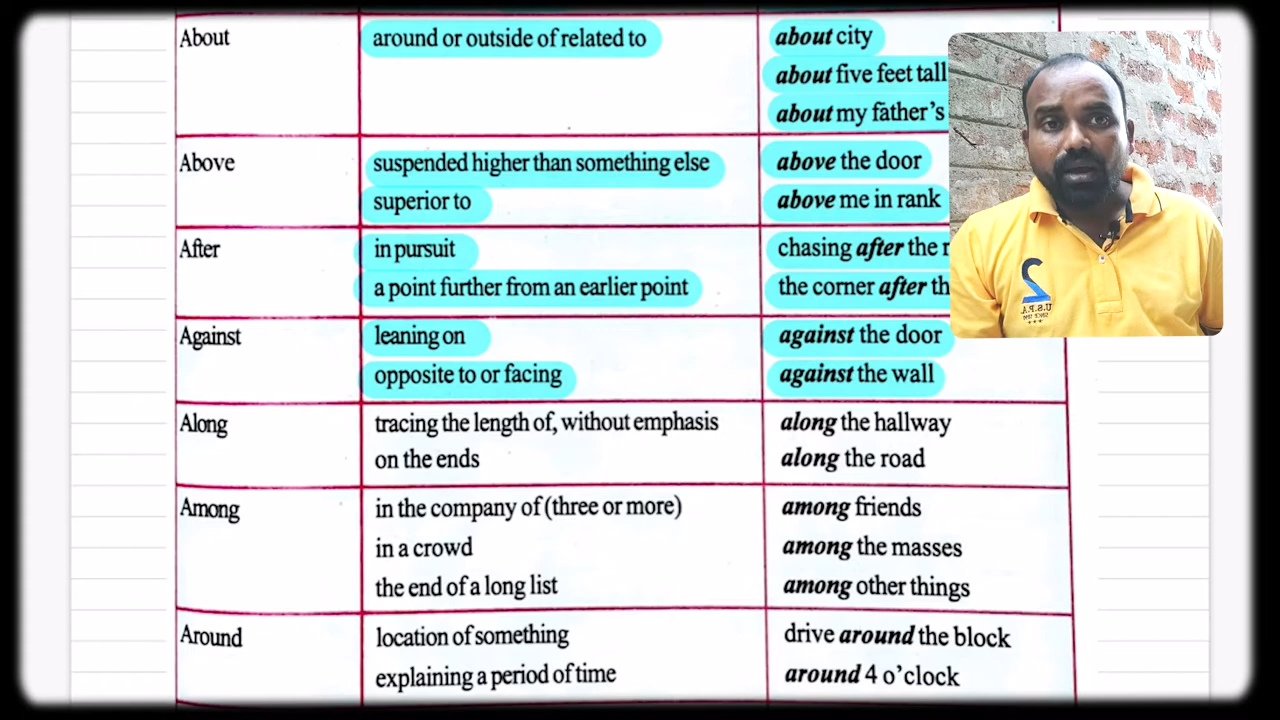 About around or outside of related to about city
about five feet tall
about my father's
Above suspended higher than something else above the door
superior to above me in rank
After in pursuit chasing after the
a point further from an earlier point the corner after
Against leaning on against the door
opposite to or facing against the wall
Along tracing the length of, without emphasis along the hallway
on the ends along the road
Among in the company of (three or more) among friends
in a crowd among the masses
the end of a long list among other things
Around location of something drive around the block
explaining a period of time around 4 o'clock
2
U.S.P.A.